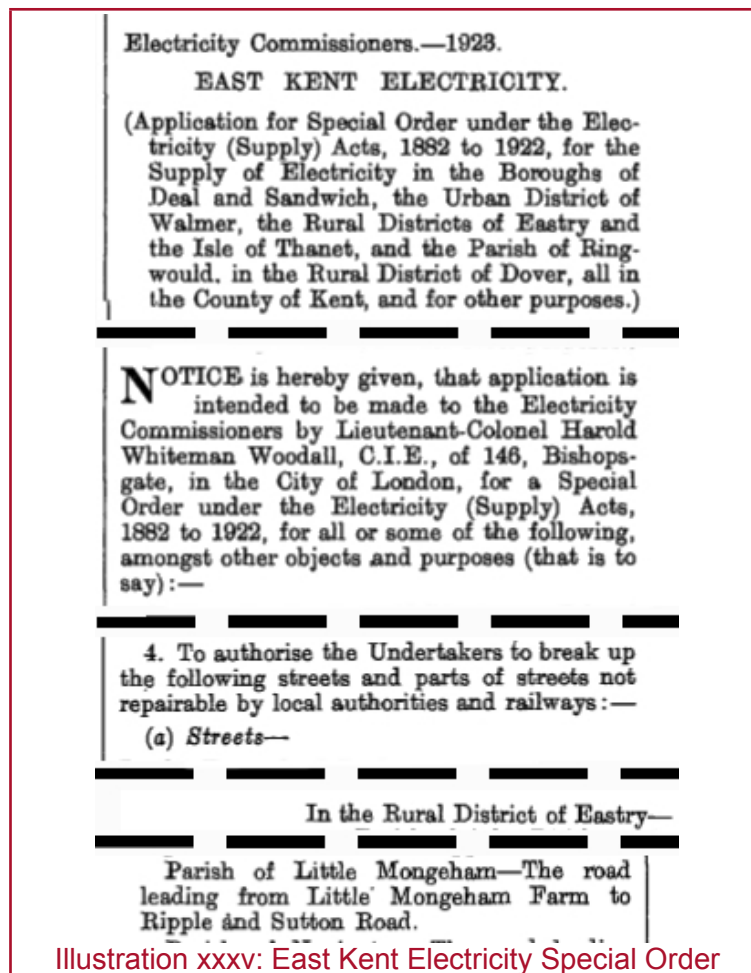 Electricity Commissioners.—1923.
EAST KENT ELECTRICITY.
(Application for Special Order under the Elec-
tricity (Supply) Acts, 1882 to 1922, for the
Supply of Electricity in the Boroughs of
Deal and Sandwich, the Urban District of
Walmer, the Rural Districts of Eastry and
the Isle of Thanet, and the Parish of Ring-
would. in the Rural District of Dover, all in
the County of Kent, and for other purposes.)
NOTICE is hereby given, that application is
intended to be made to the Electricity
Commissioners by Lieutenant-Colonel Harold
Whiteman Woodall, C.I.E., of 146, Bishops-
gate, in the City of London, for a Special
Order under the Electricity (Supply) Acts,
1882 to 1922, for all or some of the following,
amongst other objects and purposes (that is to
say):—
4. To authorise the Undertakers to break up
the following streets and parts of streets not
repairable by local authorities and railways:—
(a) Streets—
In the Rural District of Eastry—
Parish of Little Mongeham—The road
leading from Little Mongeham Farm to
Ripple and Sutton Road.
Illustration xxxv: East Kent Electricity Special Order